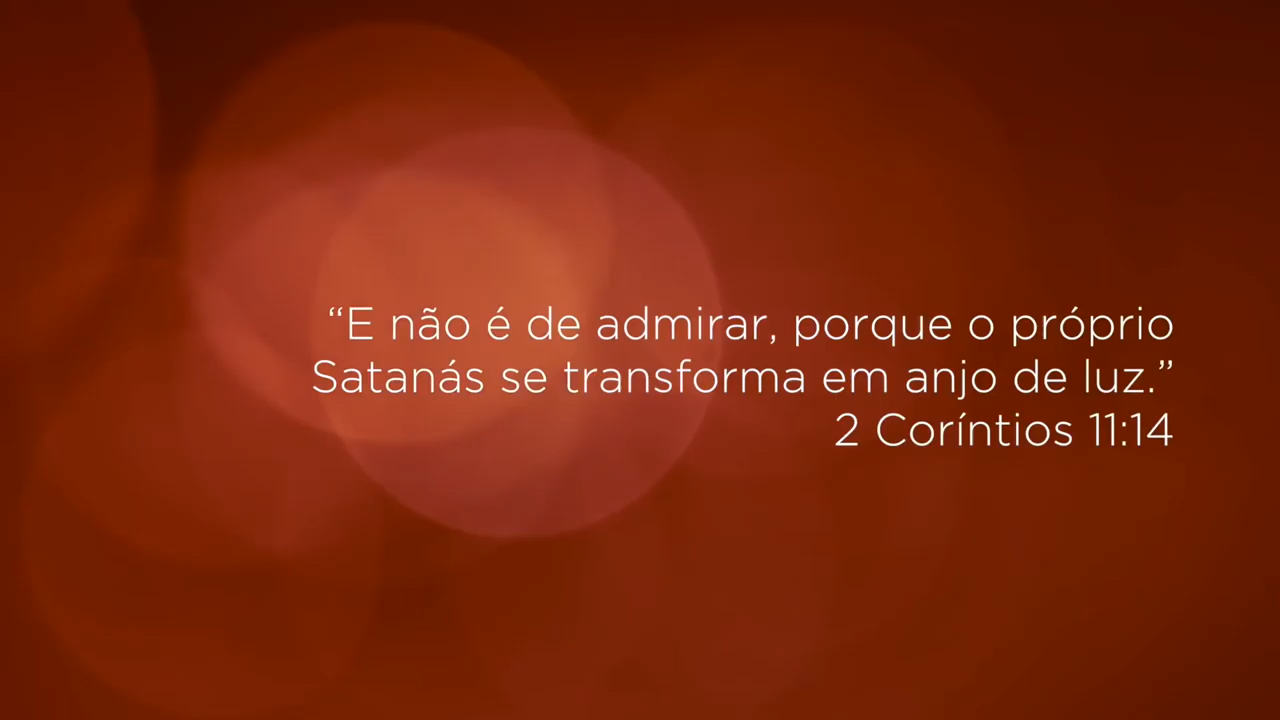 “E não é de admirar, porque o próprio
Satanás se transforma em anjo de luz.”
2 Coríntios 11:14